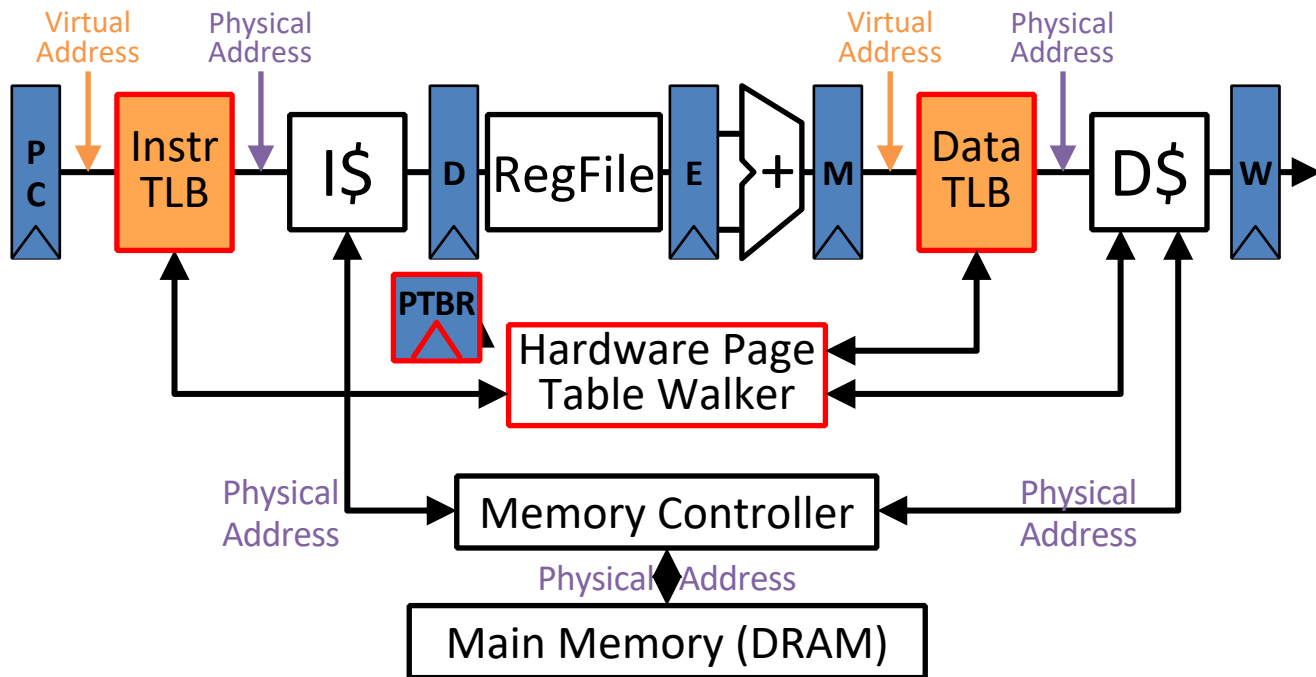 Virtual
Address
Physical
Address
Virtual
Address
Physical
Address
P
C
Instr
TLB
I$
D
RegFile
E
+
M
Data
TLB
D$
W
PTBR
Hardware Page
Table Walker
Physical
Address
Memory Controller
Physical
Address
Physical Address
Main Memory (DRAM)